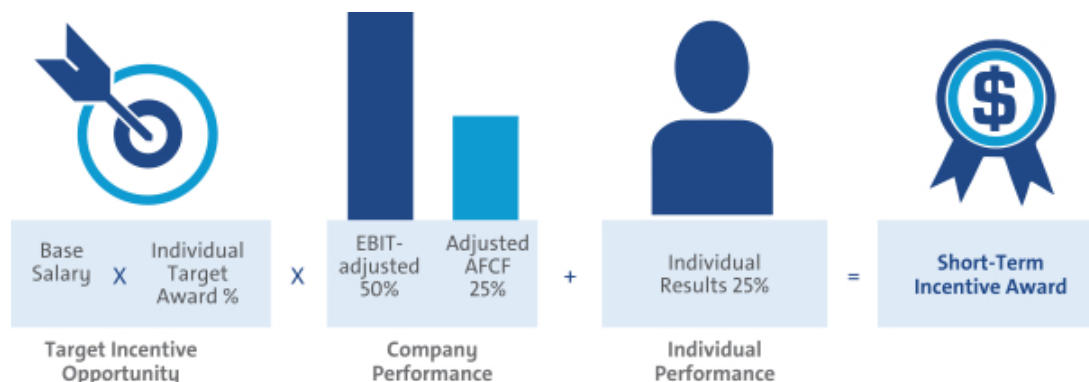 $
Base
Salary
X
Individual
Target
Award %
X
EBIT-
adjusted
50%
Adjusted
AFCF
25%
+
Individual
Results 25%
=
Short-Term
Incentive Award
Target Incentive
Opportunity
Company
Performance
Individual
Performance